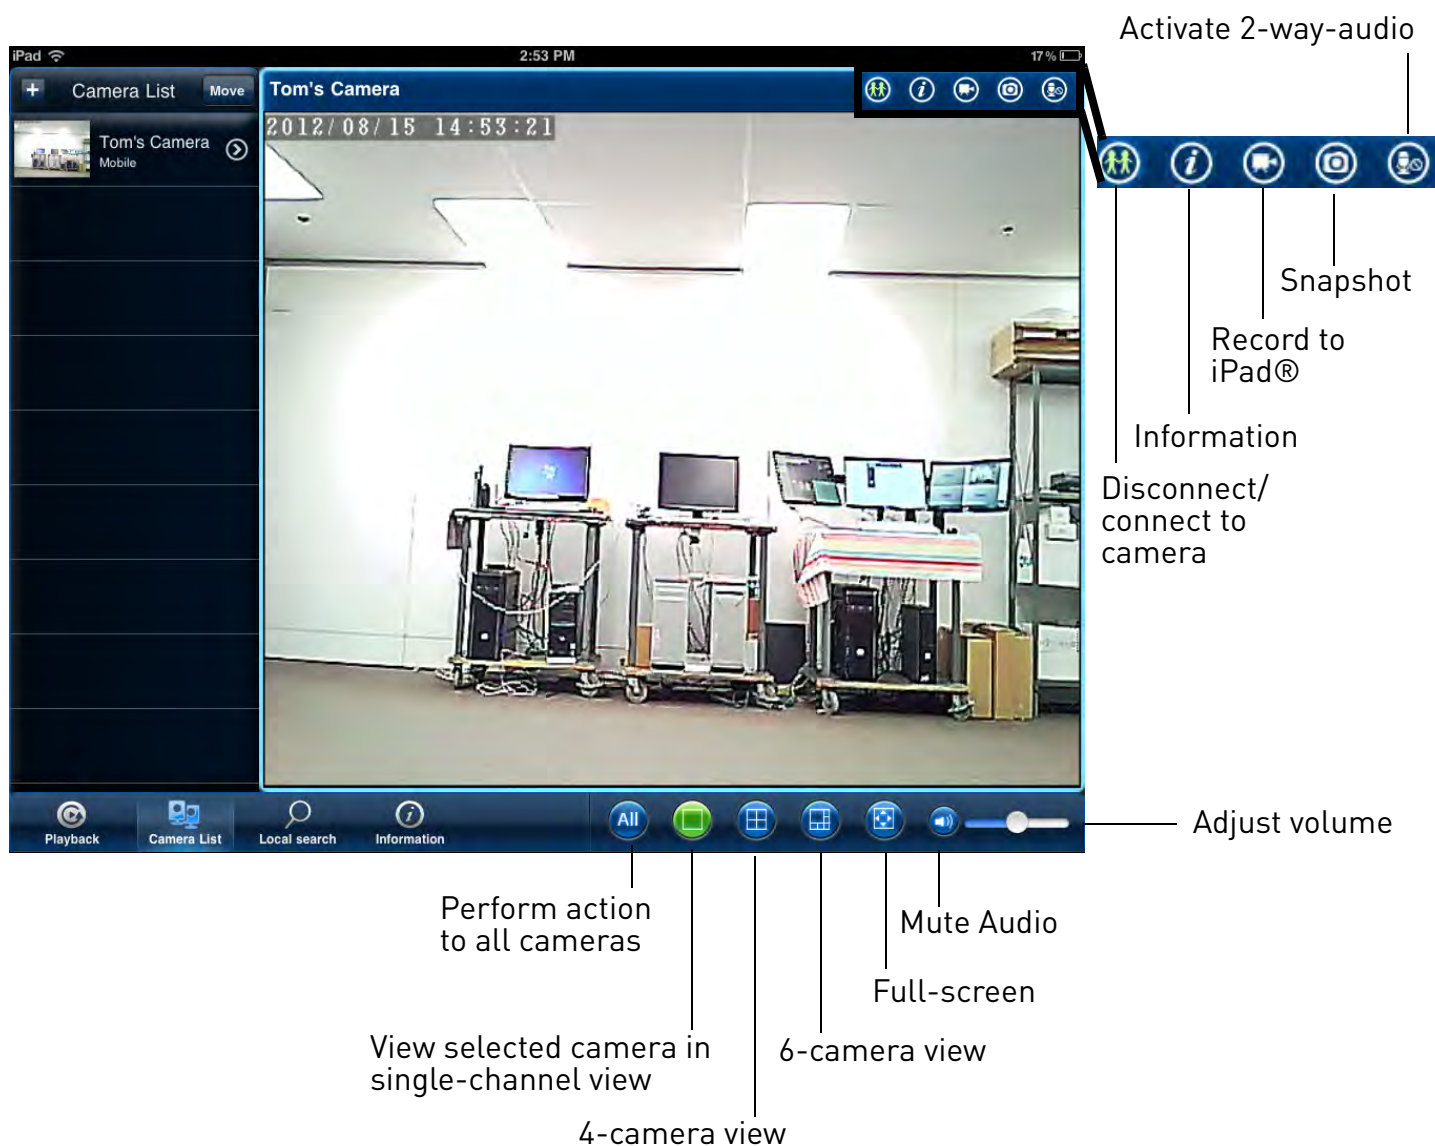 Activate 2-way-audio
iPad
2:53 PM
17%
+
Camera List
Move
Tom's Camera
Tom's Camera
Mobile
2012/08/15 14:53:21
Snapshot
Record to
iPad®
Information
Disconnect/
connect to
camera
Playback
Camera List
Local search
Information
All
Adjust volume
Perform action
to all cameras
Mute Audio
Full-screen
View selected camera in
single-channel view
6-camera view
4-camera view